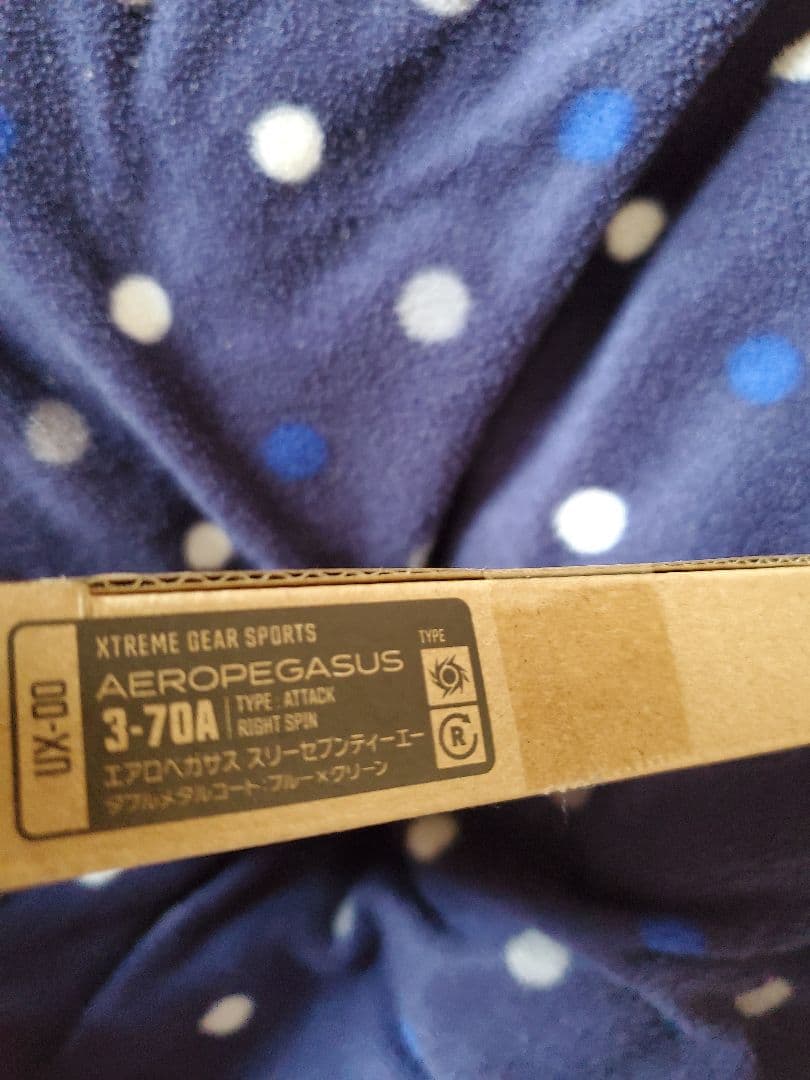 UX-00
XTREME GEAR SPORTS
AEROPEGASUS
3-70A
TYPE : ATTACK
RIGHT SPIN
エアロペガサス スリーセブンティーエー
ダブルメタルコート:ブルー×グリーン
TYPE
R